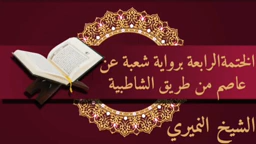 الختمة الرابعة برواية شعبة عن
عاصم من طريق الشاطبية
الشيخ النميري